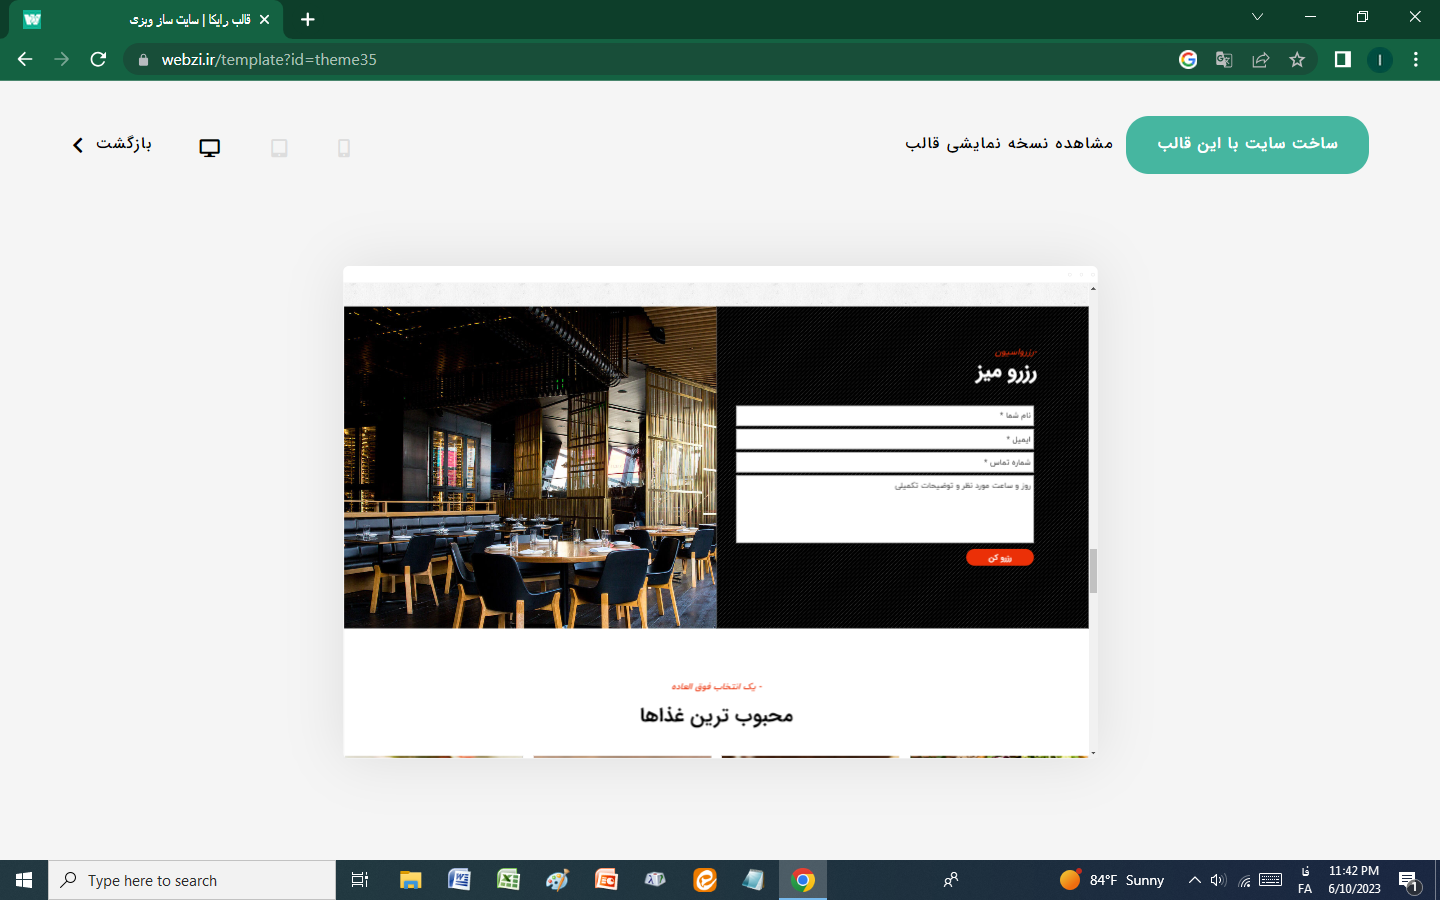 قالب رایکا | سایت ساز وبزی
webzi.ir/template?id=theme35
I
ساخت سایت با این قالب
مشاهده نسخه نمایشی قالب
بازگشت
-رزرواسیون
رزرو میز
نام شما *
ایمیل *
شماره تماس *
روز و ساعت مورد نظر و توضیحات تکمیلی
رزرو کن
- یک انتخاب فوق العاده
محبوب ترین غذاها
Type here to search
84°F Sunny
فا
FA
11:42 PM
6/10/2023
1